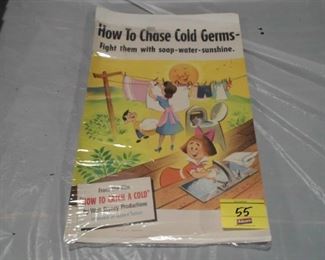 How To Chase Cold Germs-
Fight them with soap-water-sunshine.
From the film
"HOW TO CATCH A COLD"
by Walt Disney Productions
55